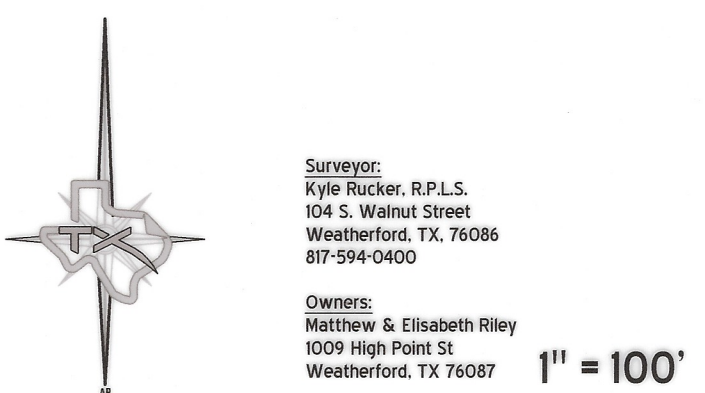 TX
Surveyor:
Kyle Rucker, R.P.L.S.
104 S. Walnut Street
Weatherford, TX, 76086
817-594-0400
Owners:
Matthew & Elisabeth Riley
1009 High Point St
Weatherford, TX 76087
1" = 100'